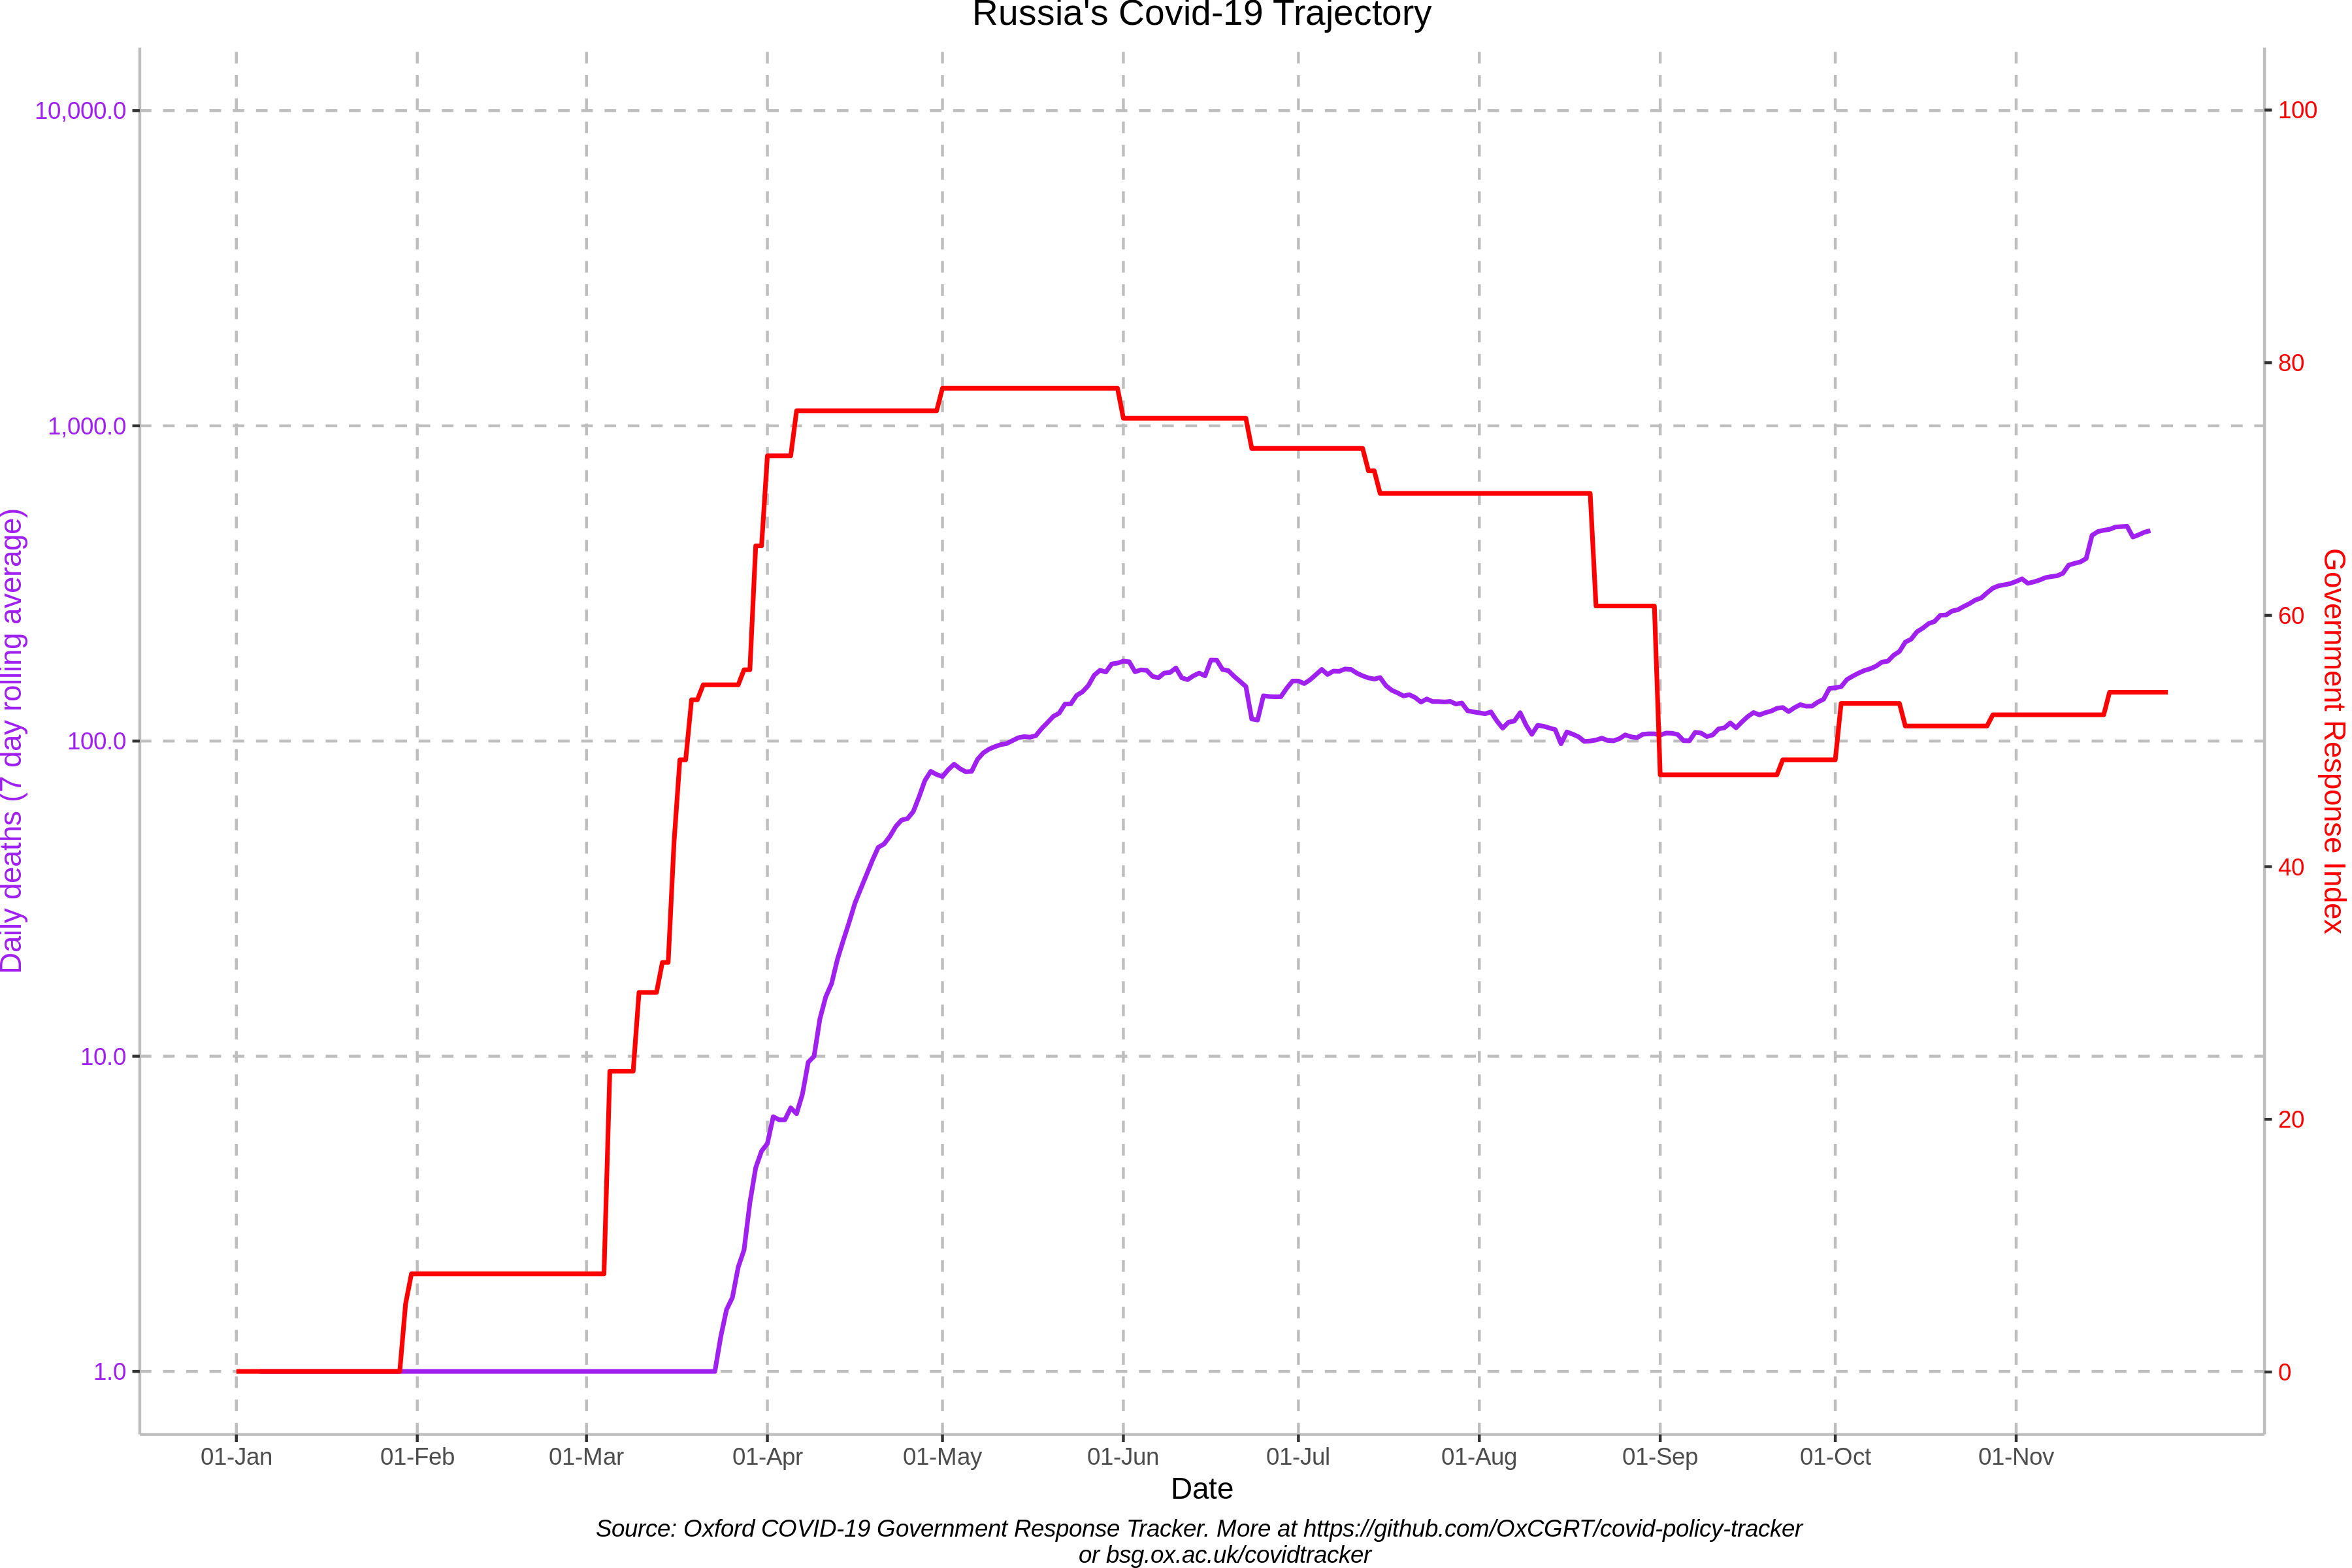 Russia's Covid-19 Trajectory
10,000.0
1,000.0
100.0
10.0
1.0
Daily deaths (7 day rolling average)
100
80
60
40
20
0
Government Response Index
01-Jan
01-Feb
01-Mar
01-Apr
01-May
01-Jun
01-Jul
01-Aug
01-Sep
01-Oct
01-Nov
Date
Source: Oxford COVID-19 Government Response Tracker. More at https://github.com/OxCGRT/covid-policy-tracker
or bsg.ox.ac.uk/covidtracker